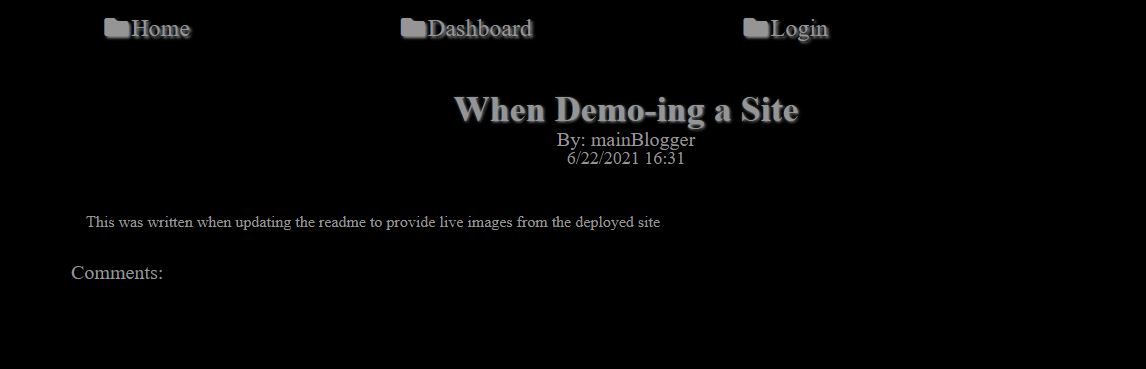 Home Dashboard Login
When Demo-ing a Site
By: mainBlogger
6/22/2021 16:31
This was written when updating the readme to provide live images from the deployed site
Comments: